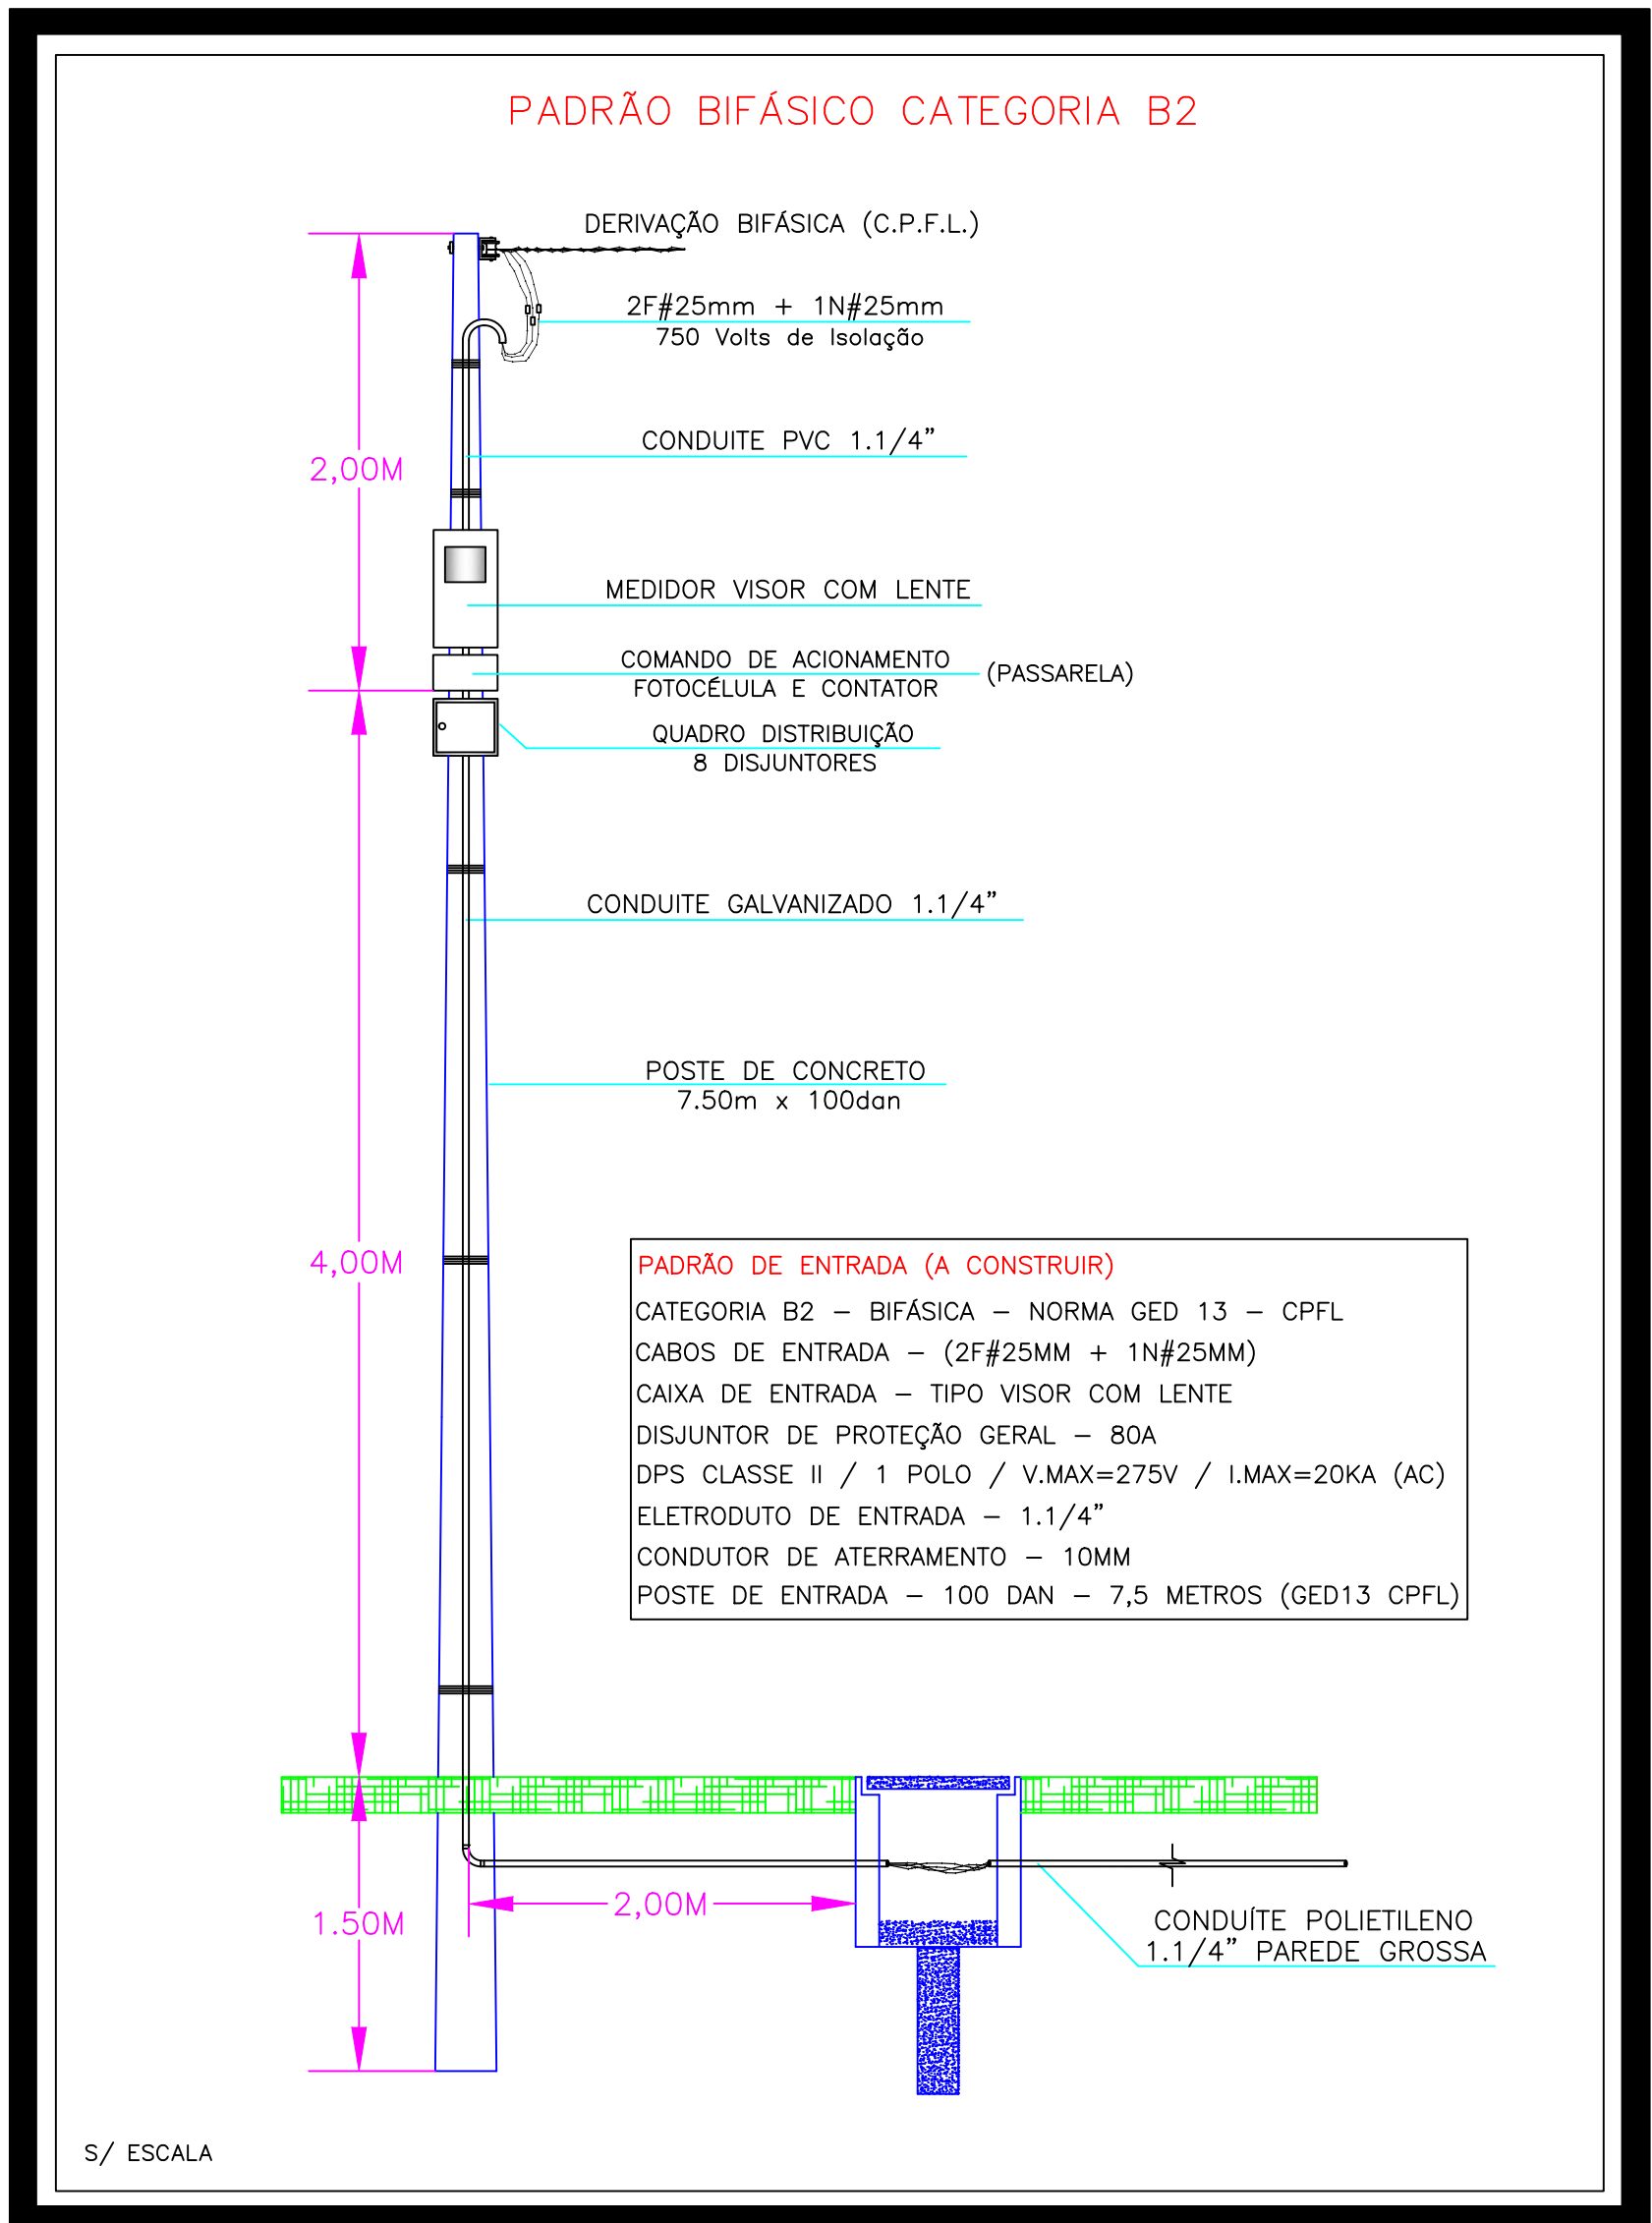 PADRÃO BIFÁSICO CATEGORIA B2
DERIVAÇÃO BIFÁSICA (C.P.F.L.)
2F#25mm + 1N#25mm
750 Volts de Isolação
CONDUITE PVC 1.1/4”
2,00M
MEDIDOR VISOR COM LENTE
COMANDO DE ACIONAMENTO
FOTOCÉLULA E CONTATOR
(PASSARELA)
QUADRO DISTRIBUIÇÃO
8 DISJUNTORES
CONDUITE GALVANIZADO 1.1/4”
POSTE DE CONCRETO
7.50m x 100dan
4,00M
PADRÃO DE ENTRADA (A CONSTRUIR)
CATEGORIA B2 – BIFÁSICA – NORMA GED 13 – CPFL
CABOS DE ENTRADA – (2F#25MM + 1N#25MM)
CAIXA DE ENTRADA – TIPO VISOR COM LENTE
DISJUNTOR DE PROTEÇÃO GERAL – 80A
DPS CLASSE II / 1 POLO / V.MAX=275V / I.MAX=20KA (AC)
ELETRODUTO DE ENTRADA – 1.1/4”
CONDUTOR DE ATERRAMENTO – 10MM
POSTE DE ENTRADA – 100 DAN – 7,5 METROS (GED13 CPFL)
2,00M
1.50M
CONDUÍTE POLIETILENO
1.1/4” PAREDE GROSSA
S/ ESCALA